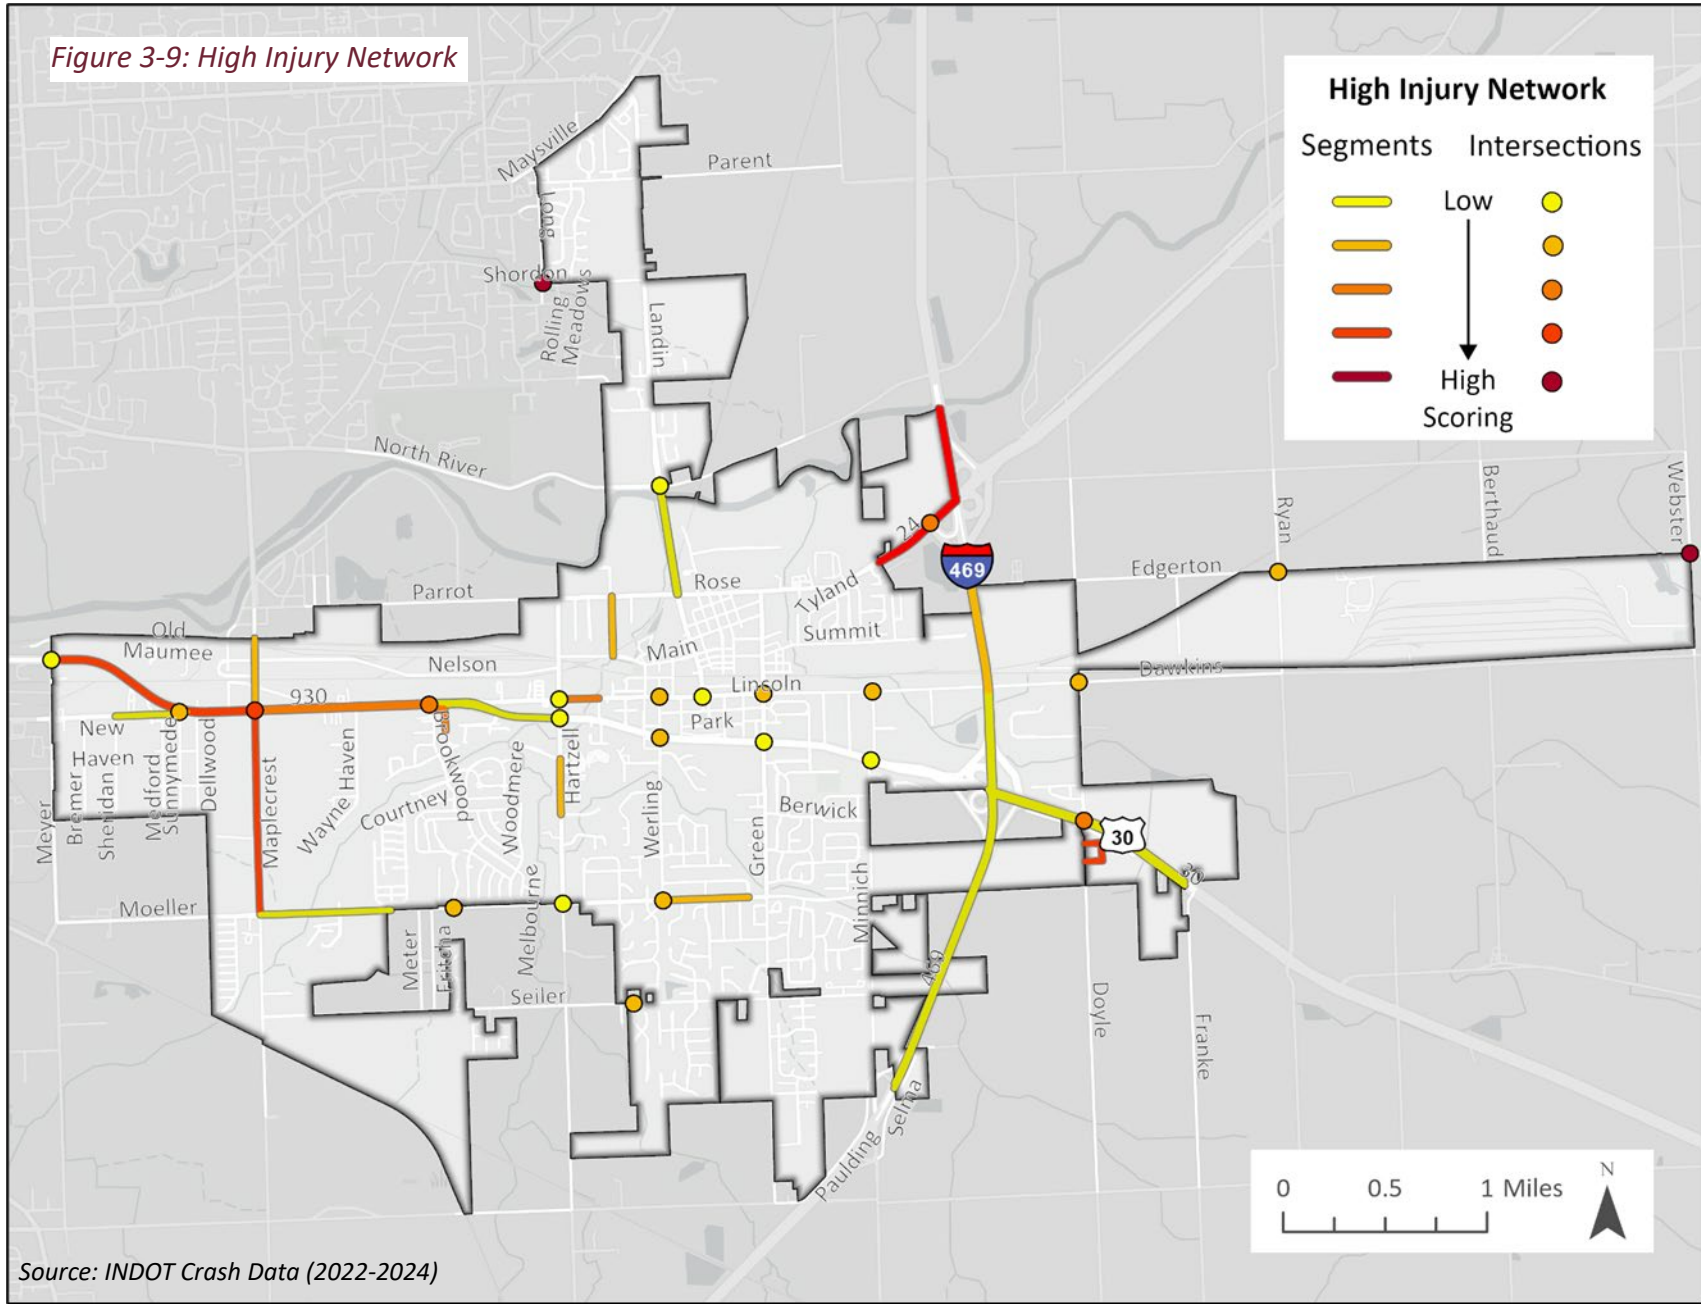 Figure 3-9: High Injury Network
High Injury Network
Segments Intersections
Low
High
Scoring
Maysville
Parent
Long
Shordon
Rolling
Meadows
Landin
North River
24
469
Ryan
Berthaud
Webster
Edgerton
Parrot
Rose
Tyland
Summit
Old
Maumee
Nelson
Main
Lincoln
Dawkins
930
Park
New
Haven
Meyer
Bremer
Sheridan
Medford
Sunnymede
Dellwood
Maplecrest
Wayne Haven
Courtney
Brookwood
Woodmere
Hartzell
Werling
Green
Berwick
Minnich
30
30
Moeller
Meter
Fritcha
Melbourne
Seiler
469
Doyle
Franke
Selma
Paulding
0 0.5 1 Miles
N
Source: INDOT Crash Data (2022-2024)